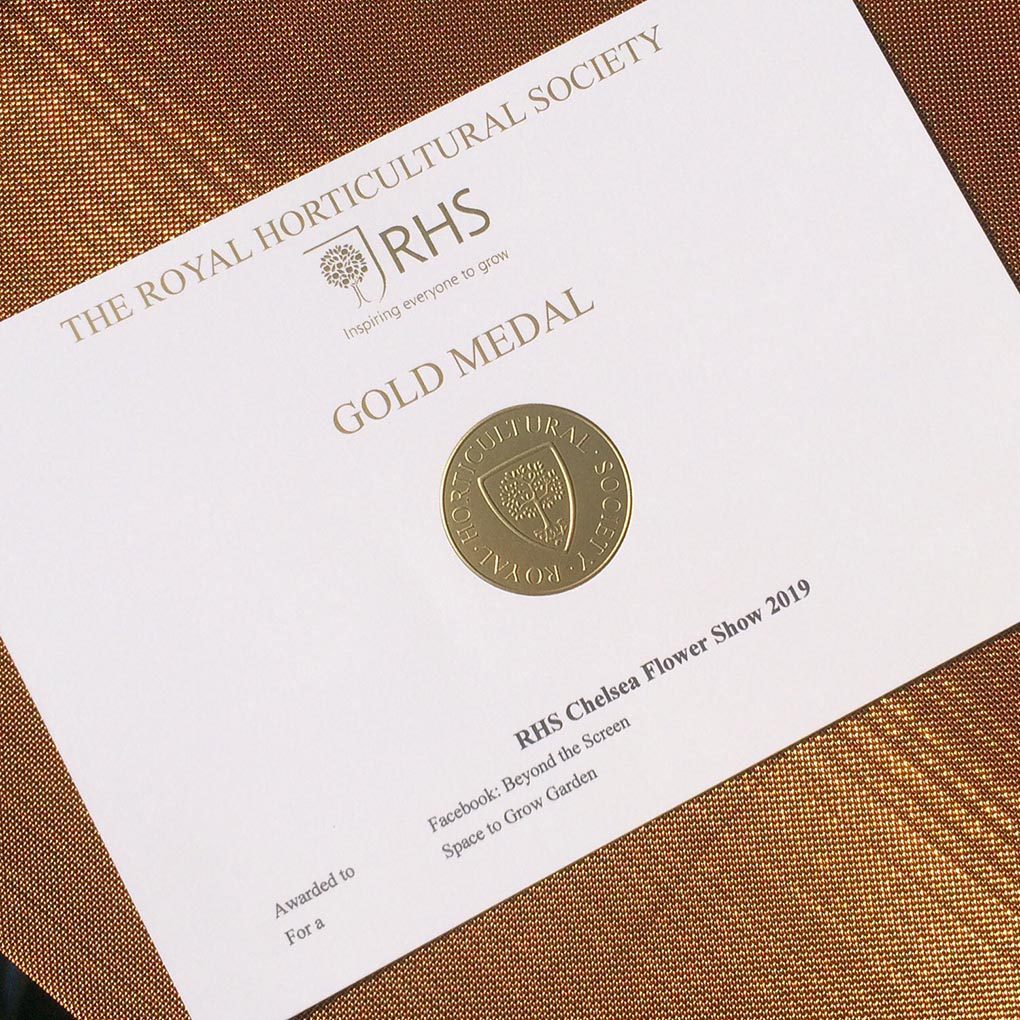 THE ROYAL HORTICULTURAL SOCIETY
RHS
Inspiring everyone to grow
GOLD MEDAL
ROYAL · HORTICULTURAL · SOCIETY ·
RHS Chelsea Flower Show 2019
Awarded to Facebook: Beyond the Screen
For a Space to Grow Garden